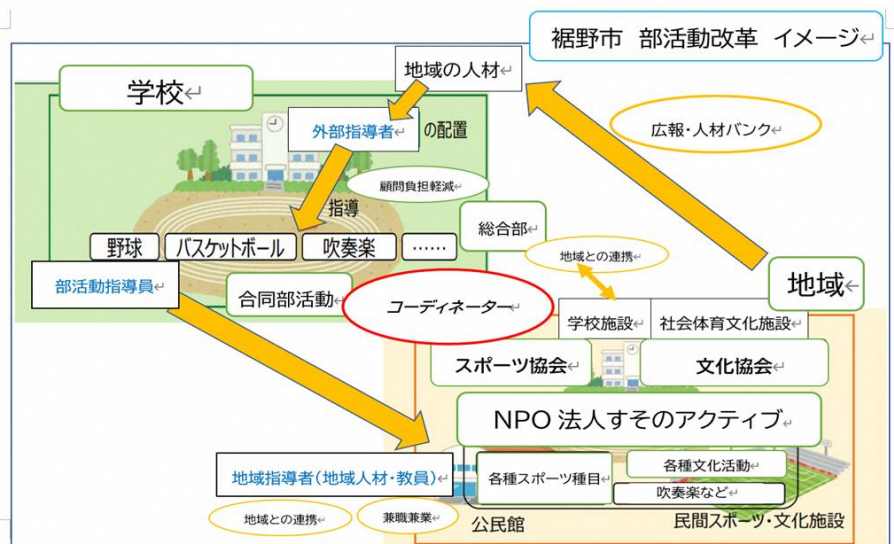 裾野市 部活動改革 イメージ
地域の人材
学校
外部指導者 の配置
広報・人材バンク
顧問負担軽減
指導
総合部
野球 バスケットボール 吹奏楽 ……
地域との連携
部活動指導員
合同部活動
コーディネーター
地域
学校施設 社会体育文化施設
スポーツ協会 文化協会
NPO法人すそのアクティブ
地域指導者(地域人材・教員)
各種スポーツ種目
各種文化活動
吹奏楽など
地域との連携
兼職兼業
公民館
民間スポーツ・文化施設